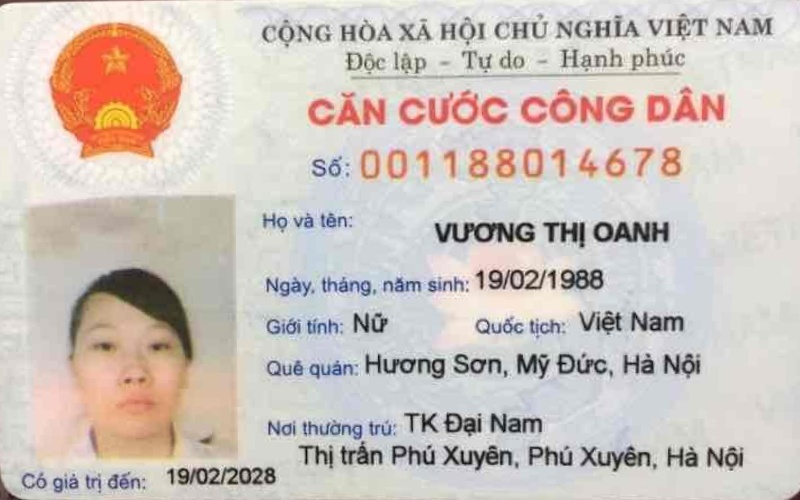 CỘNG HÒA XÃ HỘI CHỦ NGHĨA VIỆT NAM
Độc lập - Tự do - Hạnh phúc
CĂN CƯỚC CÔNG DÂN
Số: 001188014678
Họ và tên: VƯƠNG THỊ OANH
Ngày, tháng, năm sinh: 19/02/1988
Giới tính: Nữ Quốc tịch: Việt Nam
Quê quán: Hương Sơn, Mỹ Đức, Hà Nội
Nơi thường trú: TK Đại Nam
Thị trấn Phú Xuyên, Phú Xuyên, Hà Nội
Có giá trị đến: 19/02/2028